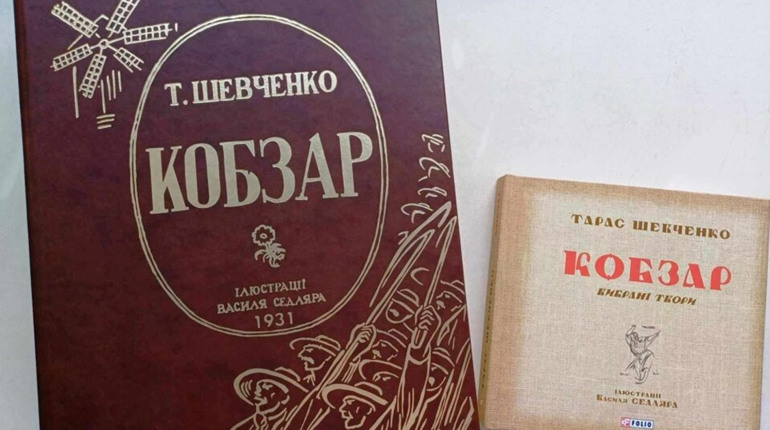 Т. ШЕВЧЕНКО
КОБЗАР
ІЛЮСТРАЦІЇ
ВАСИЛЯ СЕДЛЯРА
1931
ТАРАС ШЕВЧЕНКО
КОБЗАР
ВИБРАНІ ТВОРИ
ІЛЮСТРАЦІЇ
ВАСИЛЯ СЕДЛЯРА
FOLIO